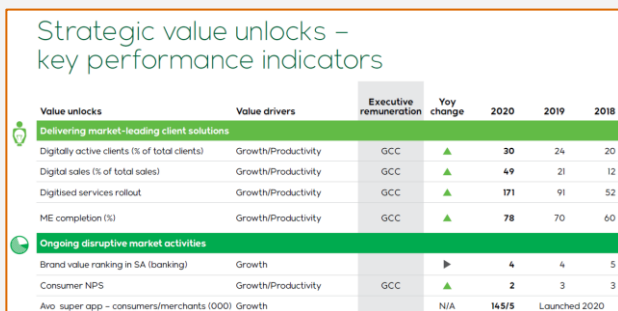 Strategic value unlocks –
key performance indicators
Value unlocks Value drivers Executive remuneration Yoy change 2020 2019 2018
Delivering market-leading client solutions
Digitally active clients (% of total clients) Growth/Productivity GCC ▲ 30 24 20
Digital sales (% of total sales) Growth/Productivity GCC ▲ 49 21 12
Digitised services rollout Growth/Productivity GCC ▲ 171 91 52
ME completion (%) Growth/Productivity GCC ▲ 78 70 60
Ongoing disruptive market activities
Brand value ranking in SA (banking) Growth ▶ 4 4 5
Consumer NPS Growth/Productivity GCC ▲ 2 3 3
Avo super app – consumers/merchants (000) Growth N/A 145/5 Launched 2020